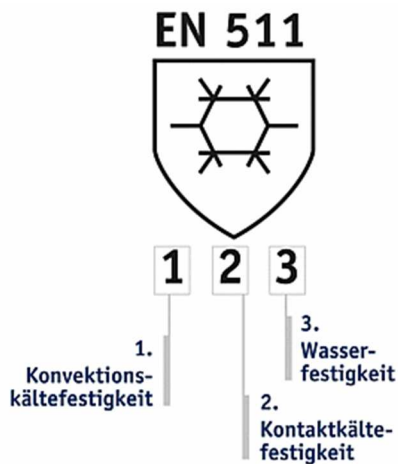 EN 511
1 2 3
1.
Konvektions-
kältefestigkeit
2.
Kontaktkälte-
festigkeit
3.
Wasser-
festigkeit